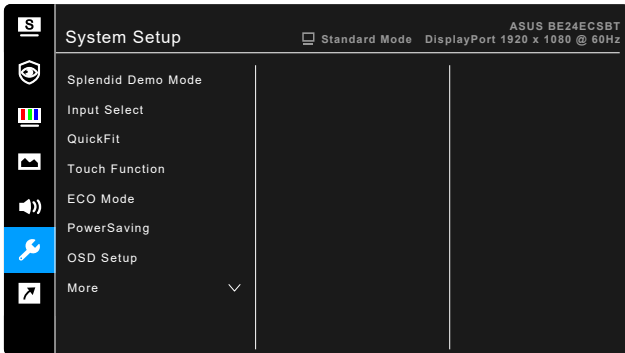 S
ASUS BE24ECSBT
System Setup
Standard Mode DisplayPort 1920 x 1080 @ 60Hz
Splendid Demo Mode
Input Select
QuickFit
Touch Function
ECO Mode
PowerSaving
OSD Setup
More